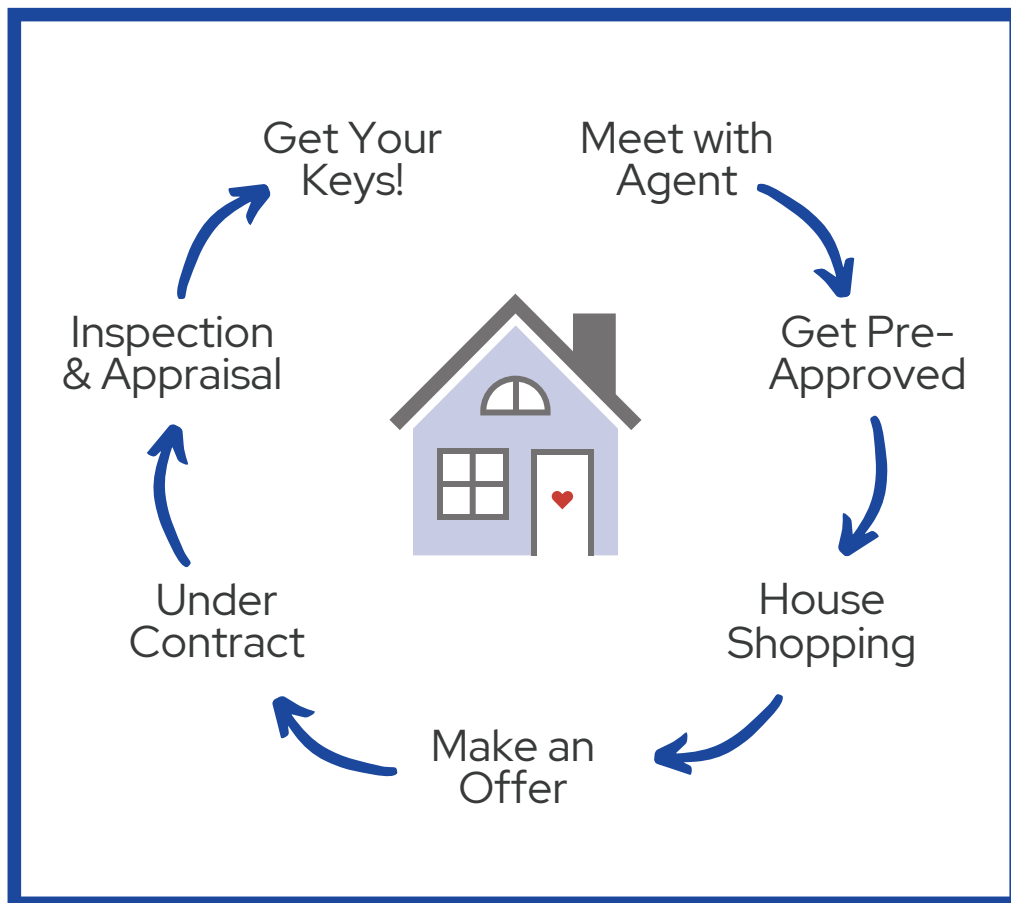 Meet with
Agent
Get Pre-
Approved
House
Shopping
Make an
Offer
Under
Contract
Inspection
& Appraisal
Get Your
Keys!